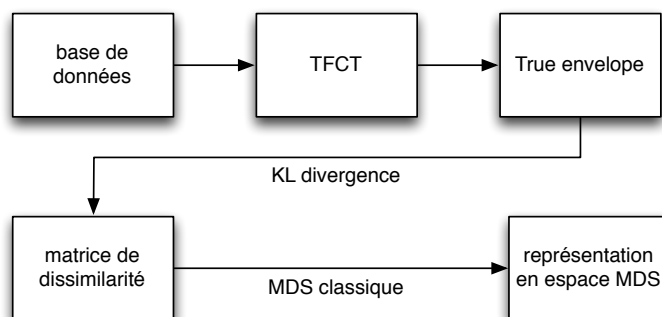 base de
données
TFCT
True envelope
KL divergence
matrice de
dissimilarité
MDS classique
représentation
en espace MDS